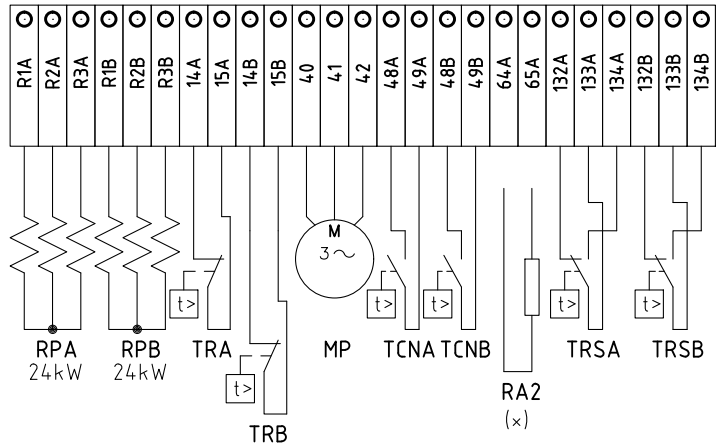 R1A R2A R3A R1B R2B R3B 14A 15A 14B 15B 40 41 42 48A 49A 48B 49B 64A 65A 132A 133A 134A 132B 133B 134B
M
3~
t> t> t> t> t>
t>
RPA RPB TRA MP TCNA TCNB TRSA TRSB
24kW 24kW
RA2
(x)
TRB